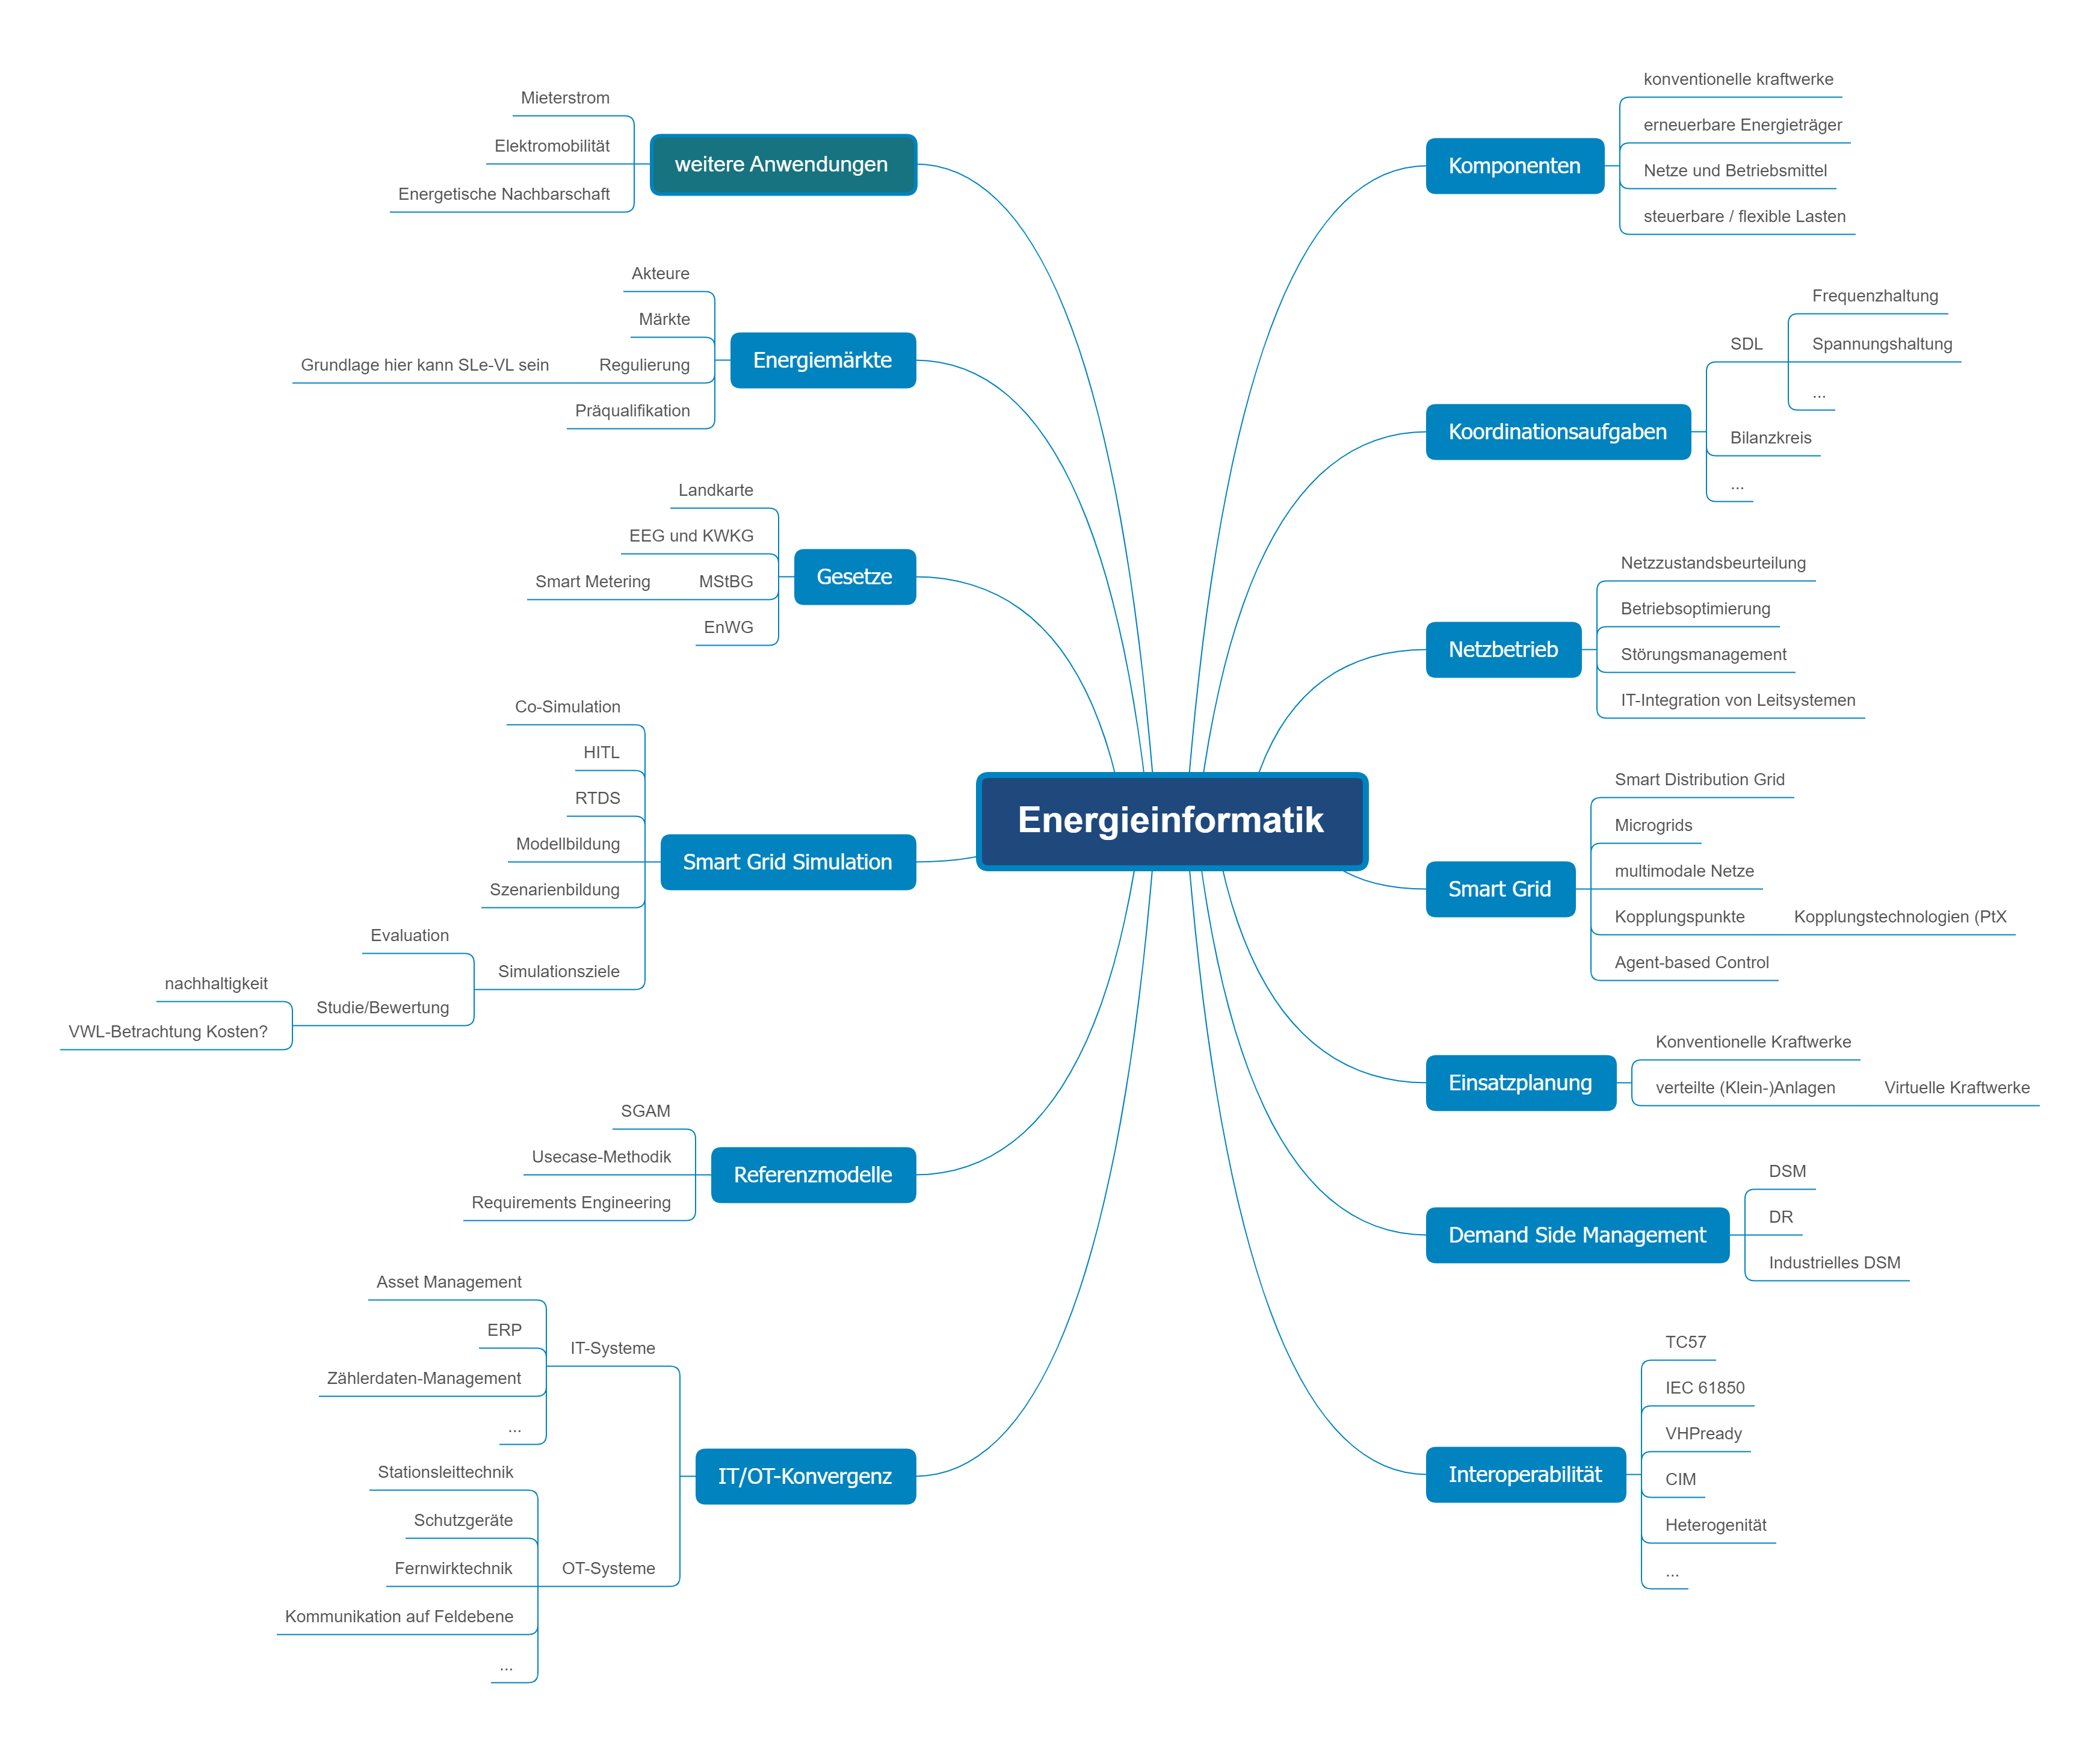 Energieinformatik
Komponenten
konventionelle kraftwerke
erneuerbare Energieträger
Netze und Betriebsmittel
steuerbare / flexible Lasten
Koordinationsaufgaben
SDL
Frequenzhaltung
Spannungshaltung
...
Bilanzkreis
...
Netzbetrieb
Netzzustandsbeurteilung
Betriebsoptimierung
Störungsmanagement
IT-Integration von Leitsystemen
Smart Grid
Smart Distribution Grid
Microgrids
multimodale Netze
Kopplungspunkte
Kopplungstechnologien (PtX
Agent-based Control
Einsatzplanung
Konventionelle Kraftwerke
verteilte (Klein-)Anlagen
Virtuelle Kraftwerke
Demand Side Management
DSM
DR
Industrielles DSM
Interoperabilität
TC57
IEC 61850
VHPready
CIM
Heterogenität
...
weitere Anwendungen
Mieterstrom
Elektromobilität
Energetische Nachbarschaft
Energiemärkte
Akteure
Märkte
Regulierung
Grundlage hier kann SLe-VL sein
Präqualifikation
Gesetze
Landkarte
EEG und KWKG
MStBG
Smart Metering
EnWG
Smart Grid Simulation
Co-Simulation
HITL
RTDS
Modellbildung
Szenarienbildung
Simulationsziele
Evaluation
Studie/Bewertung
nachhaltigkeit
VWL-Betrachtung Kosten?
Referenzmodelle
SGAM
Usecase-Methodik
Requirements Engineering
IT/OT-Konvergenz
IT-Systeme
Asset Management
ERP
Zählerdaten-Management
...
OT-Systeme
Stationsleittechnik
Schutzgeräte
Fernwirktechnik
Kommunikation auf Feldebene
...